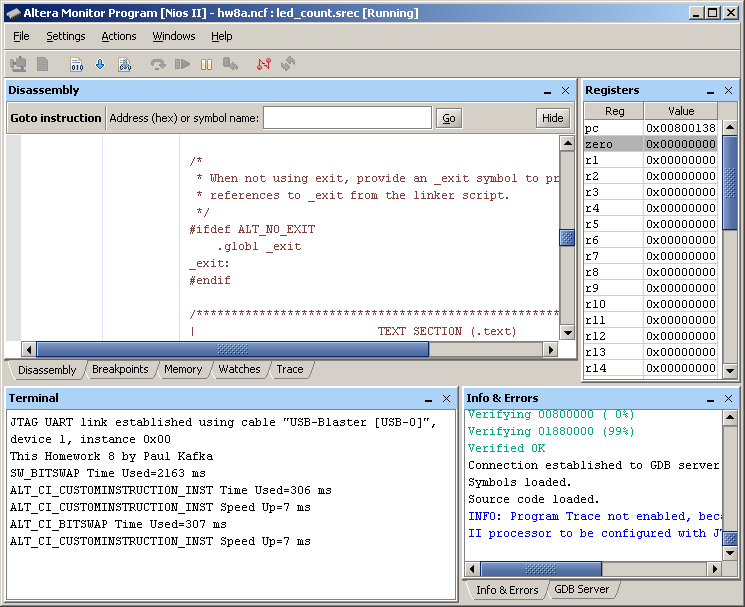 Altera Monitor Program [Nios II] - hw8a.ncf : led_count.srec [Running]
File Settings Actions Windows Help
Disassembly
Goto instruction Address (hex) or symbol name: Go Hide
/*
* When not using exit, provide an _exit symbol to pr
* references to _exit from the linker script.
*/
#ifdef ALT_NO_EXIT
.globl _exit
_exit:
#endif
/****************************************************
| TEXT SECTION (.text)
Disassembly Breakpoints Memory Watches Trace
Registers
Reg Value
pc 0x00800138
zero 0x00000000
r1 0x00000000
r2 0x00000000
r3 0x00000000
r4 0x00000000
r5 0x00000000
r6 0x00000000
r7 0x00000000
r8 0x00000000
r9 0x00000000
r10 0x00000000
r11 0x00000000
r12 0x00000000
r13 0x00000000
r14 0x00000000
Terminal
JTAG UART link established using cable "USB-Blaster [USB-0]",
device 1, instance 0x00
This Homework 8 by Paul Kafka
SW_BITSWAP Time Used=2163 ms
ALT_CI_CUSTOMINSTRUCTION_INST Time Used=306 ms
ALT_CI_CUSTOMINSTRUCTION_INST Speed Up=7 ms
ALT_CI_BITSWAP Time Used=307 ms
ALT_CI_CUSTOMINSTRUCTION_INST Speed Up=7 ms
Info & Errors
Verifying 00800000 ( 0%)
Verifying 01880000 (99%)
Verified OK
Connection established to GDB server
Symbols loaded.
Source code loaded.
INFO: Program Trace not enabled, beca
II processor to be configured with JT
Info & Errors GDB Server